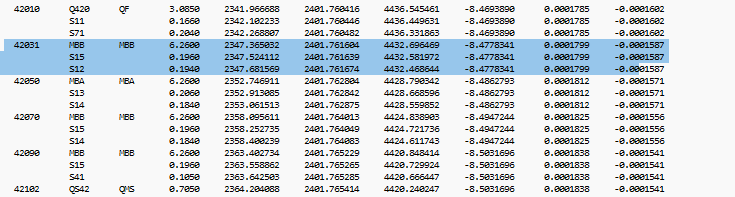 42010 Q420 QF 3.0850 2341.966688 2401.760416 4436.545461 -8.4693890 0.0001785 -0.0001602
S11 0.1660 2342.102233 2401.760446 4436.449631 -8.4693890 0.0001785 -0.0001602
S71 0.2040 2342.268807 2401.760482 4436.331863 -8.4693890 0.0001785 -0.0001602
42031 MBB MBB 6.2600 2347.365032 2401.761604 4432.696469 -8.4778341 0.0001799 -0.0001587
S15 0.1960 2347.524112 2401.761639 4432.581972 -8.4778341 0.0001799 -0.0001587
S12 0.1940 2347.681569 2401.761674 4432.468644 -8.4778341 0.0001799 -0.0001587
42050 MBA MBA 6.2600 2352.746911 2401.762804 4428.790342 -8.4862793 0.0001812 -0.0001571
S13 0.2060 2352.913085 2401.762842 4428.668596 -8.4862793 0.0001812 -0.0001571
S14 0.1840 2353.061513 2401.762875 4428.559852 -8.4862793 0.0001812 -0.0001571
42070 MBB MBB 6.2600 2358.095611 2401.764013 4424.838903 -8.4947244 0.0001825 -0.0001556
S15 0.1960 2358.252735 2401.764049 4424.721736 -8.4947244 0.0001825 -0.0001556
S14 0.1840 2358.400239 2401.764083 4424.611743 -8.4947244 0.0001825 -0.0001556
42090 MBB MBB 6.2600 2363.402734 2401.765229 4420.848414 -8.5031696 0.0001838 -0.0001541
S15 0.1960 2363.558862 2401.765265 4420.729924 -8.5031696 0.0001838 -0.0001541
S41 0.1050 2363.642503 2401.765285 4420.666447 -8.5031696 0.0001838 -0.0001541
42102 QS42 QMS 0.7050 2364.204088 2401.765414 4420.240247 -8.5031696 0.0001838 -0.0001541